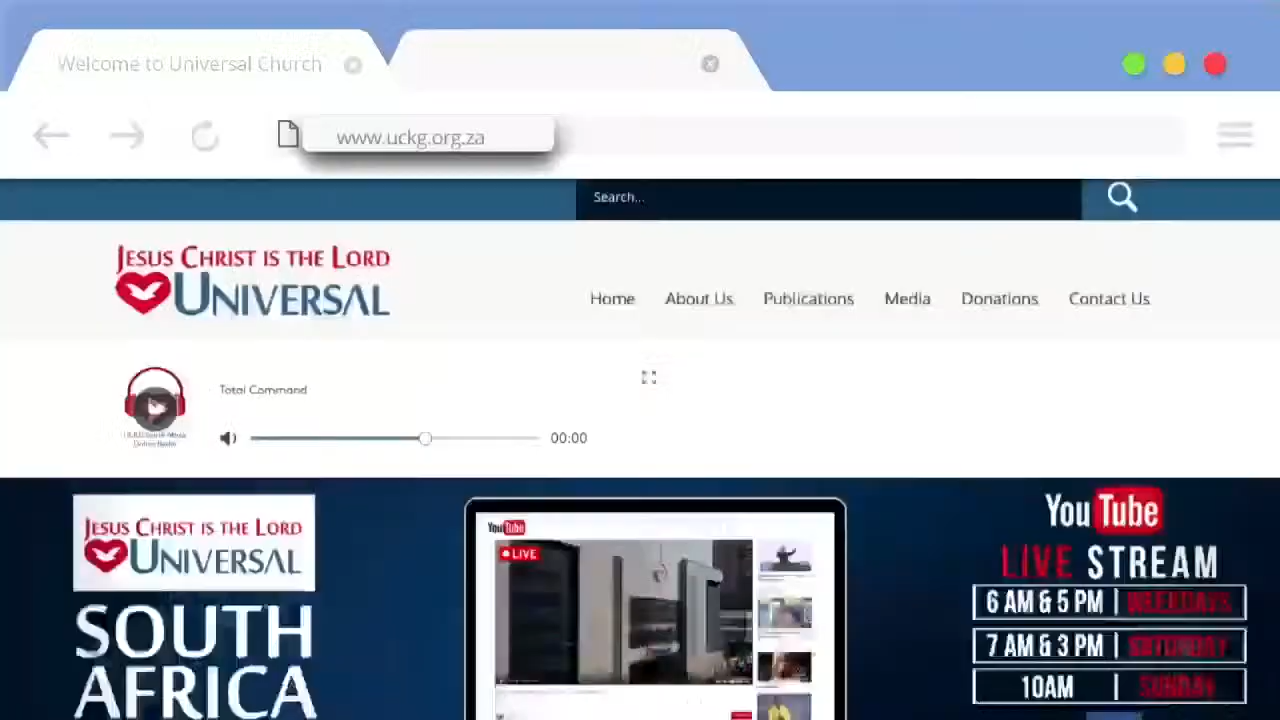 Welcome to Universal Church
www.uckg.org.za
Search...
JESUS CHRIST IS THE LORD
UNIVERSAL
Home About Us Publications Media Donations Contact Us
Total Command
00:00
JESUS CHRIST IS THE LORD
UNIVERSAL
SOUTH
AFRICA
YouTube
LIVE
YouTube
LIVE STREAM
6 AM & 5 PM | WEEKDAYS
7 AM & 3 PM | SATURDAY
10AM | SUNDAY